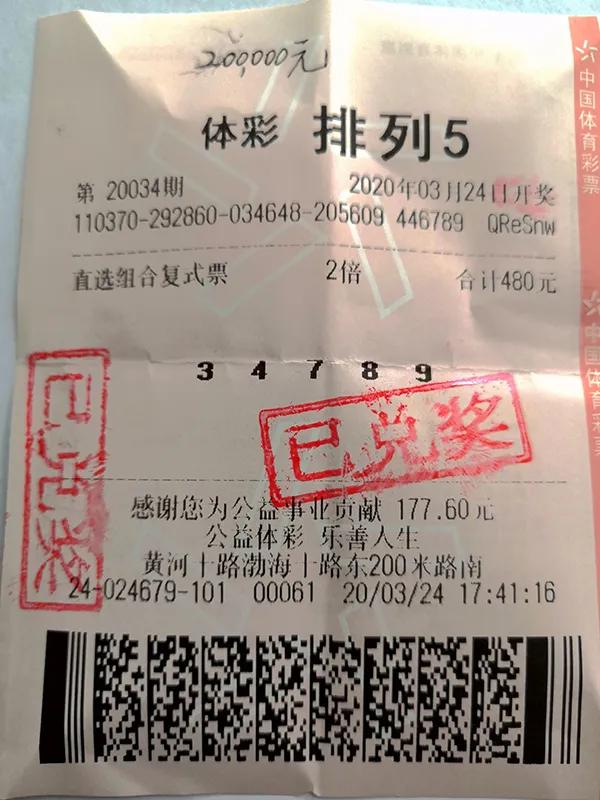 200,000元
体彩 排列5
第 20034期 2020年03月24日开奖
110370-292860-034648-205609 446789 QReSnw
直选组合复式票 2倍 合计480元
3 4 7 8 9
已兑奖
已兑奖
感谢您为公益事业贡献 177.60元
公益体彩 乐善人生
黄河十路渤海十路东200米路南
24-024679-101 00061 20/03/24 17:41:16
中国体育彩票
中国体育彩票